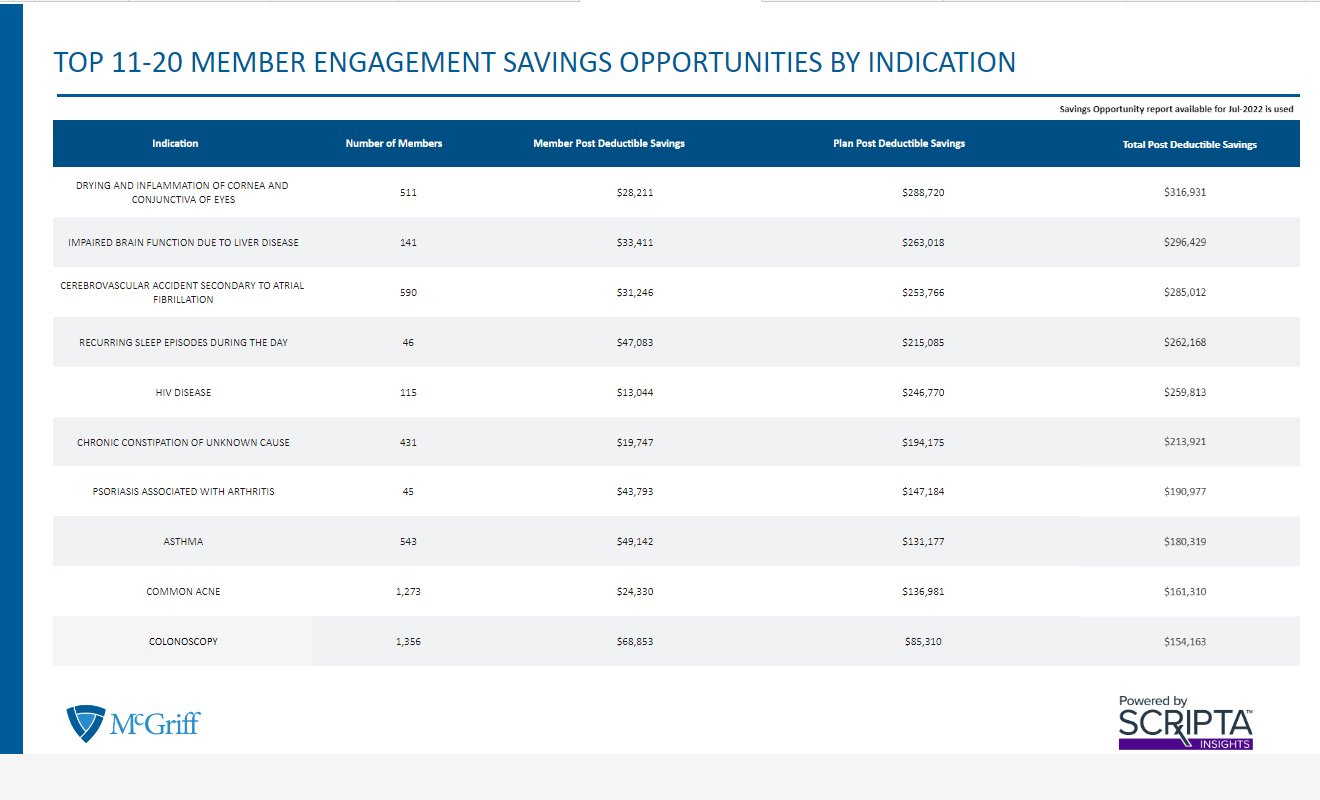 TOP 11-20 MEMBER ENGAGEMENT SAVINGS OPPORTUNITIES BY INDICATION
Savings Opportunity report available for Jul-2022 is used
Indication Number of Members Member Post Deductible Savings Plan Post Deductible Savings Total Post Deductible Savings
DRYING AND INFLAMMATION OF CORNEA AND
CONJUNCTIVA OF EYES
511 $28,211 $288,720 $316,931
IMPAIRED BRAIN FUNCTION DUE TO LIVER DISEASE 141 $33,411 $263,018 $296,429
CEREBROVASCULAR ACCIDENT SECONDARY TO ATRIAL
FIBRILLATION
590 $31,246 $253,766 $285,012
RECURRING SLEEP EPISODES DURING THE DAY 46 $47,083 $215,085 $262,168
HIV DISEASE 115 $13,044 $246,770 $259,813
CHRONIC CONSTIPATION OF UNKNOWN CAUSE 431 $19,747 $194,175 $213,921
PSORIASIS ASSOCIATED WITH ARTHRITIS 45 $43,793 $147,184 $190,977
ASTHMA 543 $49,142 $131,177 $180,319
COMMON ACNE 1,273 $24,330 $136,981 $161,310
COLONOSCOPY 1,356 $68,853 $85,310 $154,163
McGriff
Powered by
SCRIPTA™
INSIGHTS